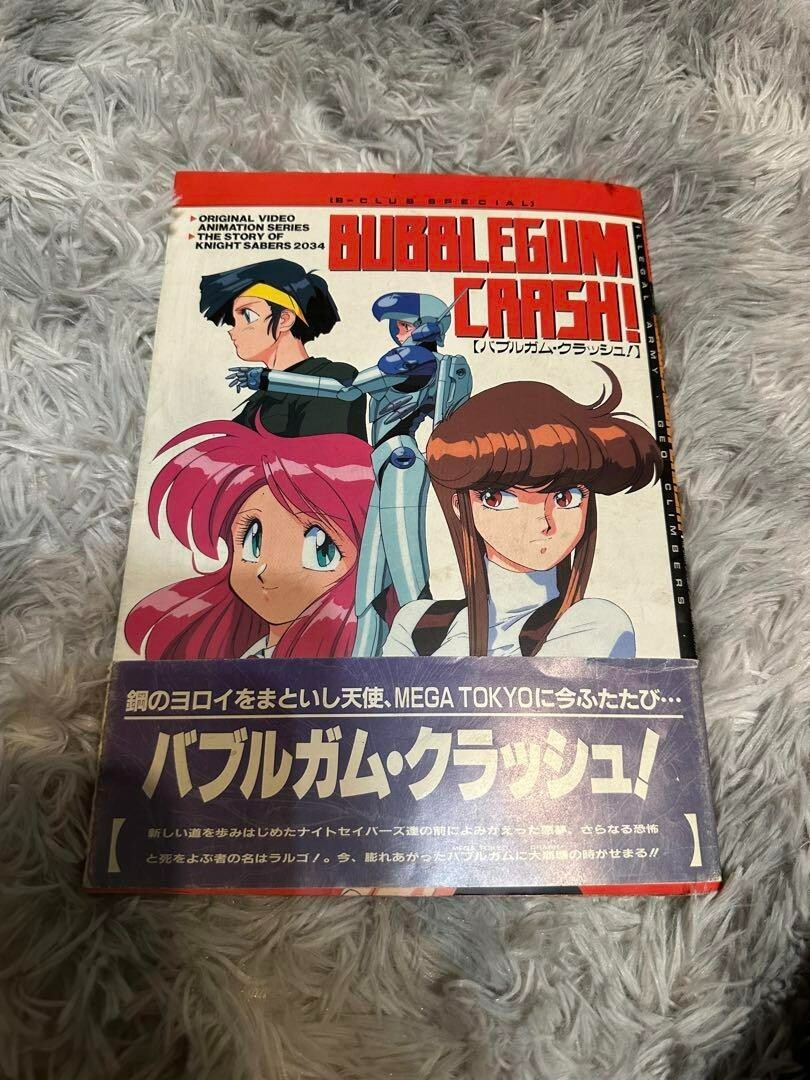 [B-CLUB SPECIAL]
▶ORIGINAL VIDEO
ANIMATION SERIES
▶THE STORY OF
KNIGHT SABERS 2034
BUBBLEGUM
CRASH!
【バブルガム・クラッシュ!】
ILLEGAL ARMY · GEO CLIMBERS ·
鋼のヨロイをまといし天使、MEGA TOKYOに今ふたたび…
バブルガム・クラッシュ!
【新しい道を歩みはじめたナイトセイバーズ達の前によみがえった悪夢。さらなる恐怖
MEGA TOKYO
と死をよぶ者の名はラルゴ!。今、膨れあがったバブルガムに大崩壊の時がせまる!!】